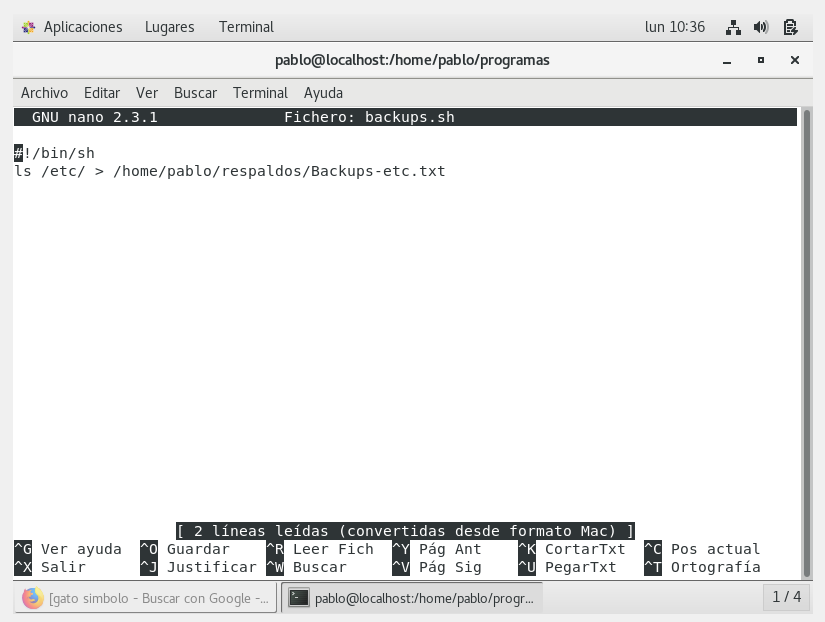 Aplicaciones Lugares Terminal lun 10:36
pablo@localhost:/home/pablo/programas
Archivo Editar Ver Buscar Terminal Ayuda
GNU nano 2.3.1 Fichero: backups.sh
#!/bin/sh
ls /etc/ > /home/pablo/respaldos/Backups-etc.txt
[ 2 líneas leídas (convertidas desde formato Mac) ]
^G Ver ayuda ^O Guardar ^R Leer Fich ^Y Pág Ant ^K CortarTxt ^C Pos actual
^X Salir ^J Justificar ^W Buscar ^V Pág Sig ^U PegarTxt ^T Ortografía
[gato simbolo - Buscar con Google -... pablo@localhost:/home/pablo/progr... 1 / 4